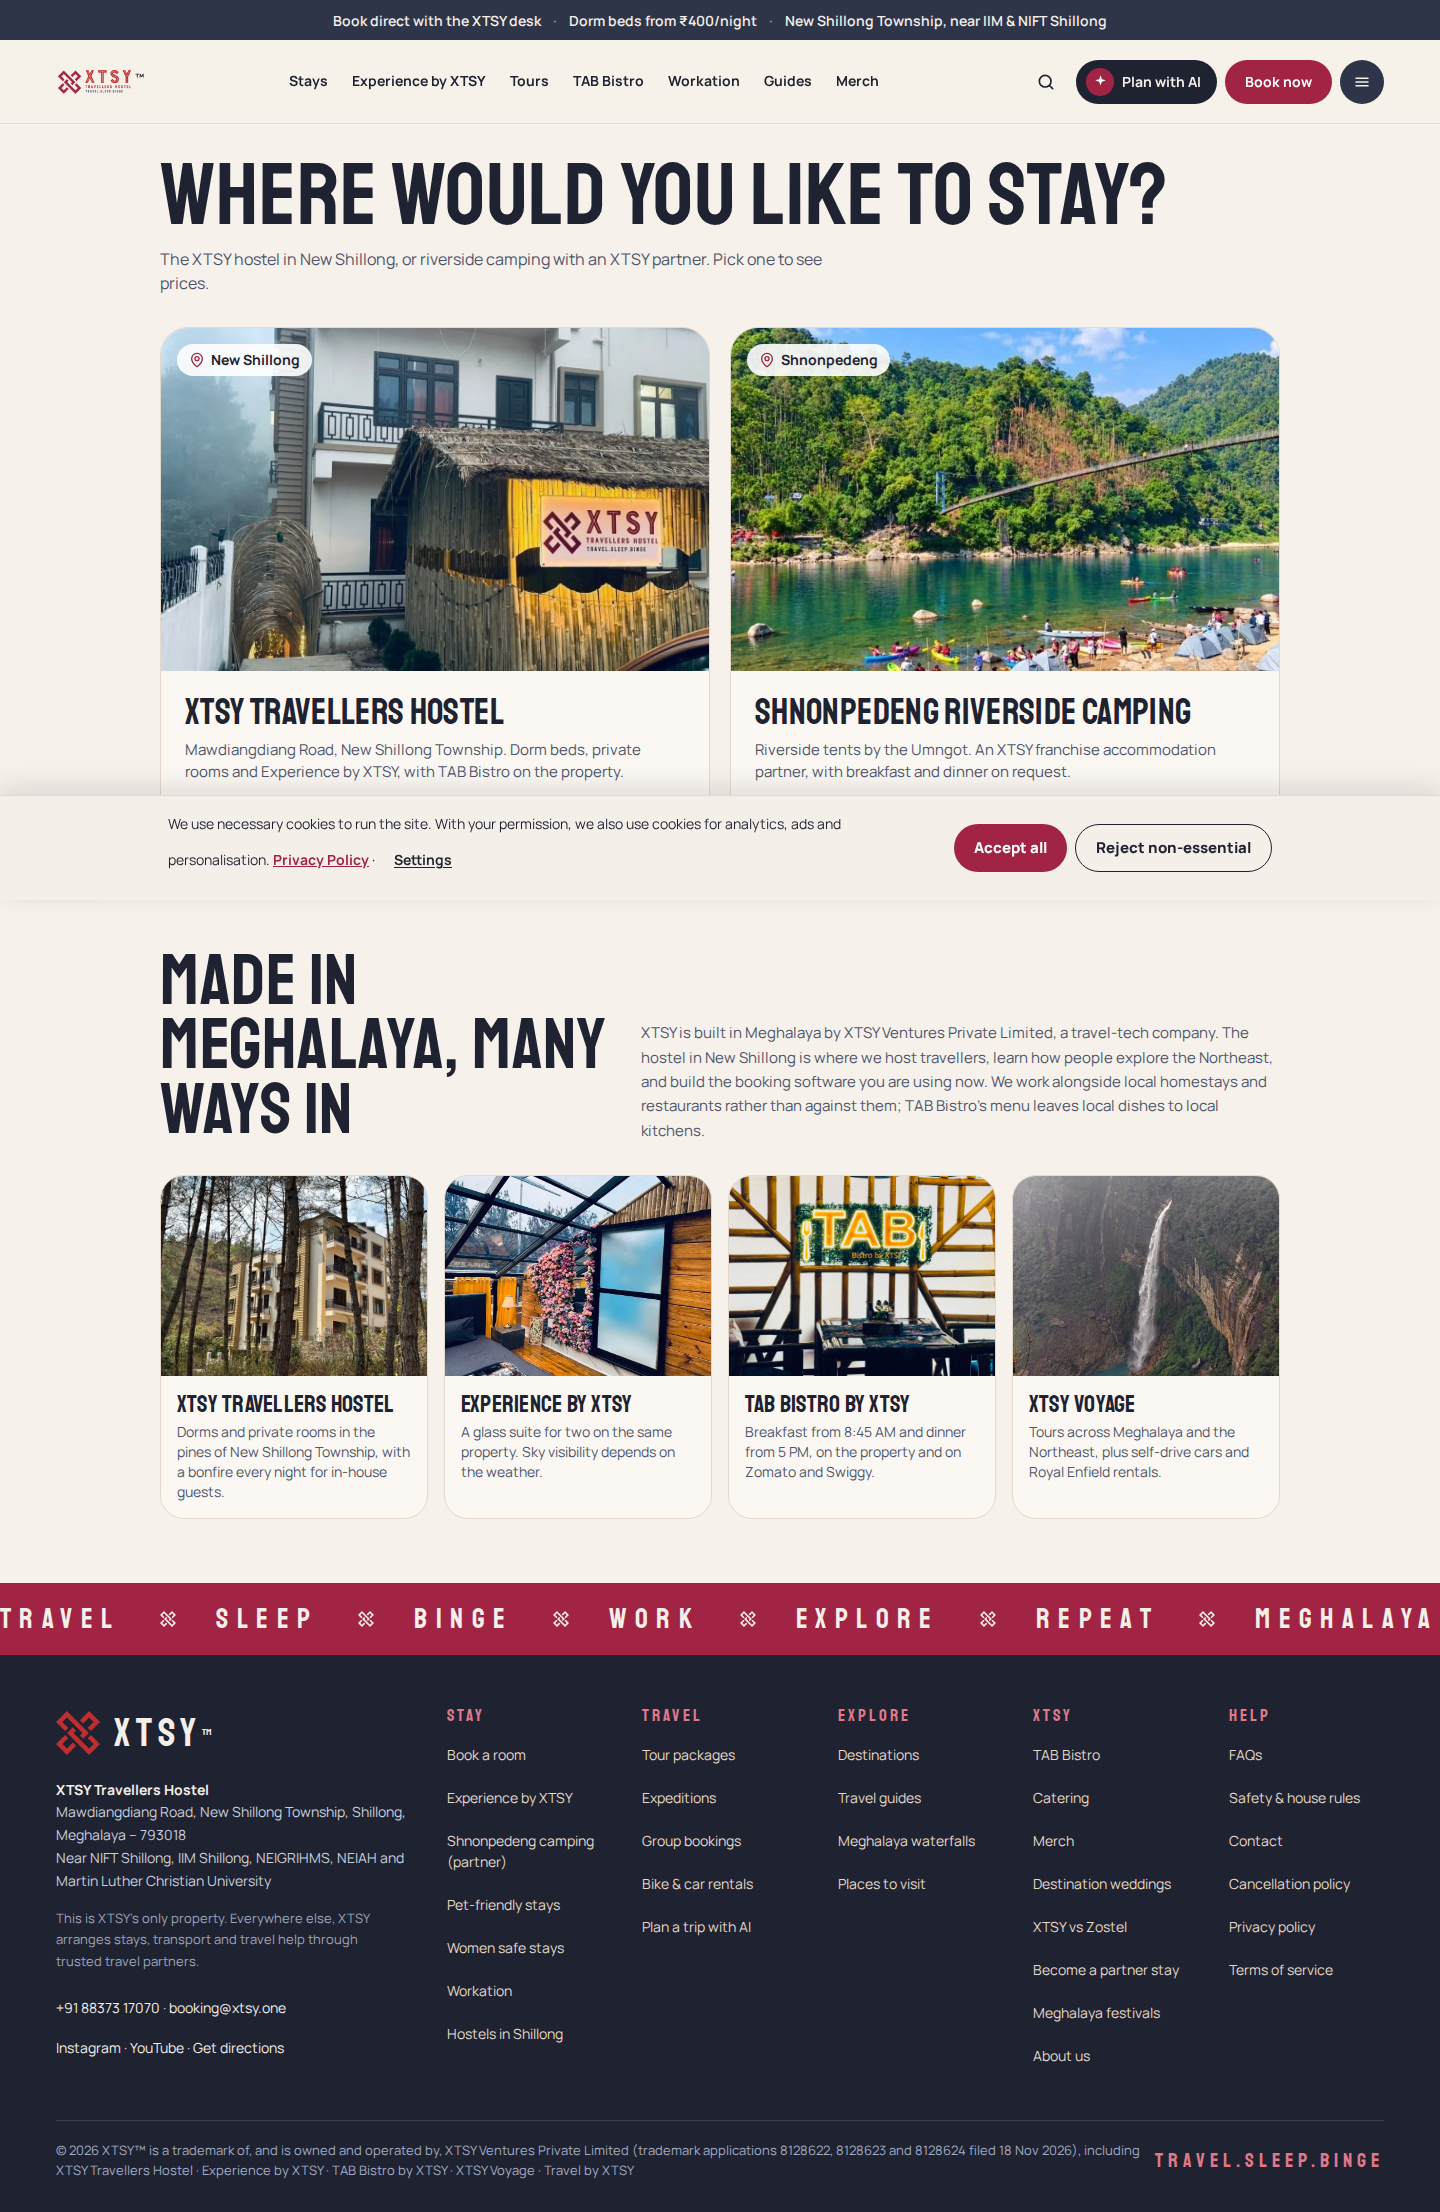 Book direct with the XTSY desk · Dorm beds from ₹400/night · New Shillong Township, near IIM & NIFT Shillong
XTSY™
TRAVELLERS HOSTEL
TRAVEL.SLEEP.BINGE
Stays Experience by XTSY Tours TAB Bistro Workation Guides Merch
Plan with AI
Book now
WHERE WOULD YOU LIKE TO STAY?
The XTSY hostel in New Shillong, or riverside camping with an XTSY partner. Pick one to see
prices.
New Shillong
XTSY
TRAVELLERS HOSTEL
TRAVEL.SLEEP.BINGE
XTSY TRAVELLERS HOSTEL
Mawdiangdiang Road, New Shillong Township. Dorm beds, private
rooms and Experience by XTSY, with TAB Bistro on the property.
Shnonpedeng
SHNONPEDENG RIVERSIDE CAMPING
Riverside tents by the Umngot. An XTSY franchise accommodation
partner, with breakfast and dinner on request.
We use necessary cookies to run the site. With your permission, we also use cookies for analytics, ads and
personalisation. Privacy Policy · Settings
Accept all
Reject non-essential
MADE IN
MEGHALAYA, MANY
WAYS IN
XTSY is built in Meghalaya by XTSY Ventures Private Limited, a travel-tech company. The
hostel in New Shillong is where we host travellers, learn how people explore the Northeast,
and build the booking software you are using now. We work alongside local homestays and
restaurants rather than against them; TAB Bistro's menu leaves local dishes to local
kitchens.
XTSY TRAVELLERS HOSTEL
Dorms and private rooms in the
pines of New Shillong Township, with
a bonfire every night for in-house
guests.
EXPERIENCE BY XTSY
A glass suite for two on the same
property. Sky visibility depends on
the weather.
TAB
Bistro by XTSY
TAB BISTRO BY XTSY
Breakfast from 8:45 AM and dinner
from 5 PM, on the property and on
Zomato and Swiggy.
XTSY VOYAGE
Tours across Meghalaya and the
Northeast, plus self-drive cars and
Royal Enfield rentals.
TRAVEL SLEEP BINGE WORK EXPLORE REPEAT MEGHALAYA
XTSY™
XTSY Travellers Hostel
Mawdiangdiang Road, New Shillong Township, Shillong,
Meghalaya – 793018
Near NIFT Shillong, IIM Shillong, NEIGRIHMS, NEIAH and
Martin Luther Christian University
This is XTSY's only property. Everywhere else, XTSY
arranges stays, transport and travel help through
trusted travel partners.
+91 88373 17070 · booking@xtsy.one
Instagram · YouTube · Get directions
STAY
Book a room
Experience by XTSY
Shnonpedeng camping
(partner)
Pet-friendly stays
Women safe stays
Workation
Hostels in Shillong
TRAVEL
Tour packages
Expeditions
Group bookings
Bike & car rentals
Plan a trip with AI
EXPLORE
Destinations
Travel guides
Meghalaya waterfalls
Places to visit
XTSY
TAB Bistro
Catering
Merch
Destination weddings
XTSY vs Zostel
Become a partner stay
Meghalaya festivals
About us
HELP
FAQs
Safety & house rules
Contact
Cancellation policy
Privacy policy
Terms of service
© 2026 XTSY™ is a trademark of, and is owned and operated by, XTSY Ventures Private Limited (trademark applications 8128622, 8128623 and 8128624 filed 18 Nov 2026), including
XTSY Travellers Hostel · Experience by XTSY · TAB Bistro by XTSY · XTSY Voyage · Travel by XTSY
TRAVEL.SLEEP.BINGE